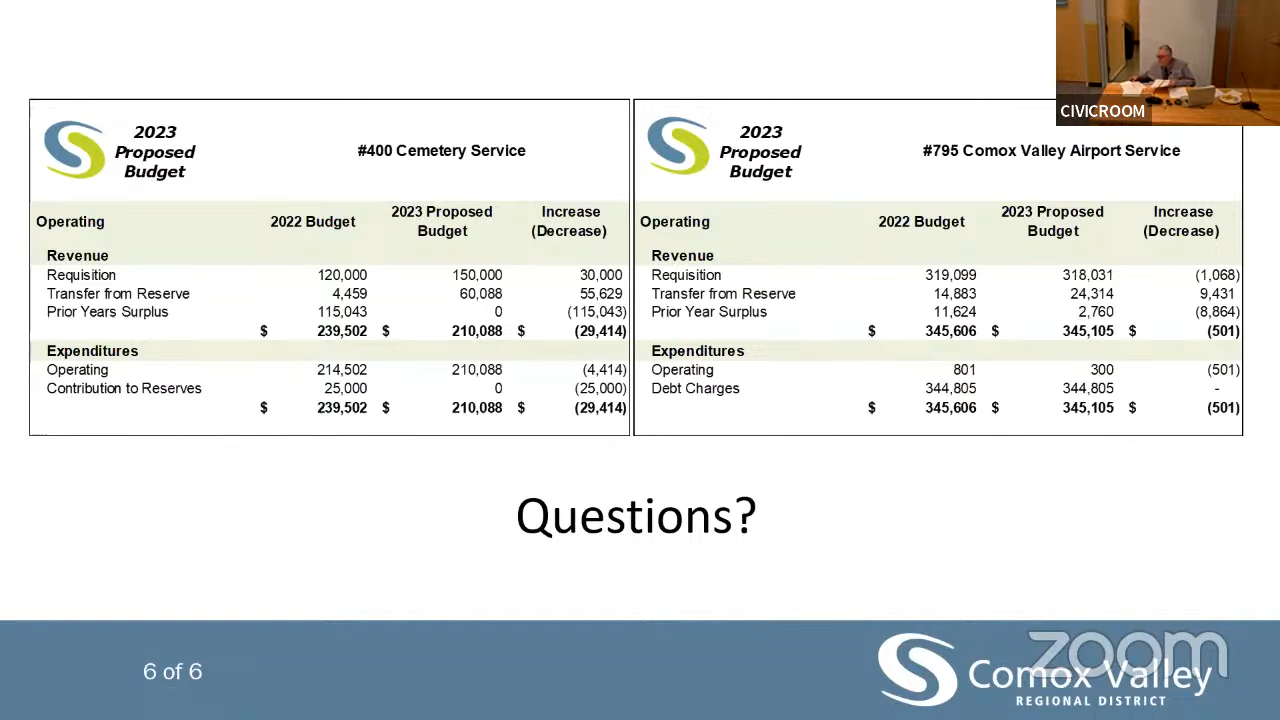 CIVICROOM
2023
Proposed
Budget
#400 Cemetery Service
Operating 2022 Budget 2023 Proposed Budget Increase (Decrease)
Revenue
Requisition 120,000 150,000 30,000
Transfer from Reserve 4,459 60,088 55,629
Prior Years Surplus 115,043 0 (115,043)
$ 239,502 $ 210,088 $ (29,414)
Expenditures
Operating 214,502 210,088 (4,414)
Contribution to Reserves 25,000 0 (25,000)
$ 239,502 $ 210,088 $ (29,414)
2023
Proposed
Budget
#795 Comox Valley Airport Service
Operating 2022 Budget 2023 Proposed Budget Increase (Decrease)
Revenue
Requisition 319,099 318,031 (1,068)
Transfer from Reserve 14,883 24,314 9,431
Prior Year Surplus 11,624 2,760 (8,864)
$ 345,606 $ 345,105 $ (501)
Expenditures
Operating 801 300 (501)
Debt Charges 344,805 344,805 -
$ 345,606 $ 345,105 $ (501)
Questions?
6 of 6
zoom
Comox Valley
REGIONAL DISTRICT